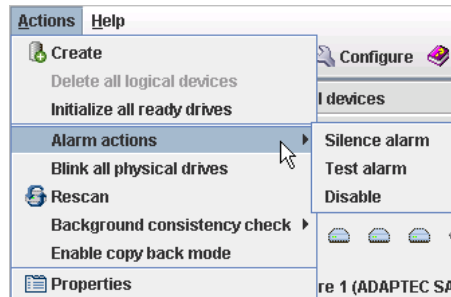 Actions Help
Create
Configure
Delete all logical devices
l devices
Initialize all ready drives
Alarm actions
Silence alarm
Blink all physical drives
Test alarm
Rescan
Disable
Background consistency check
Enable copy back mode
Properties
re 1 (ADAPTEC SA